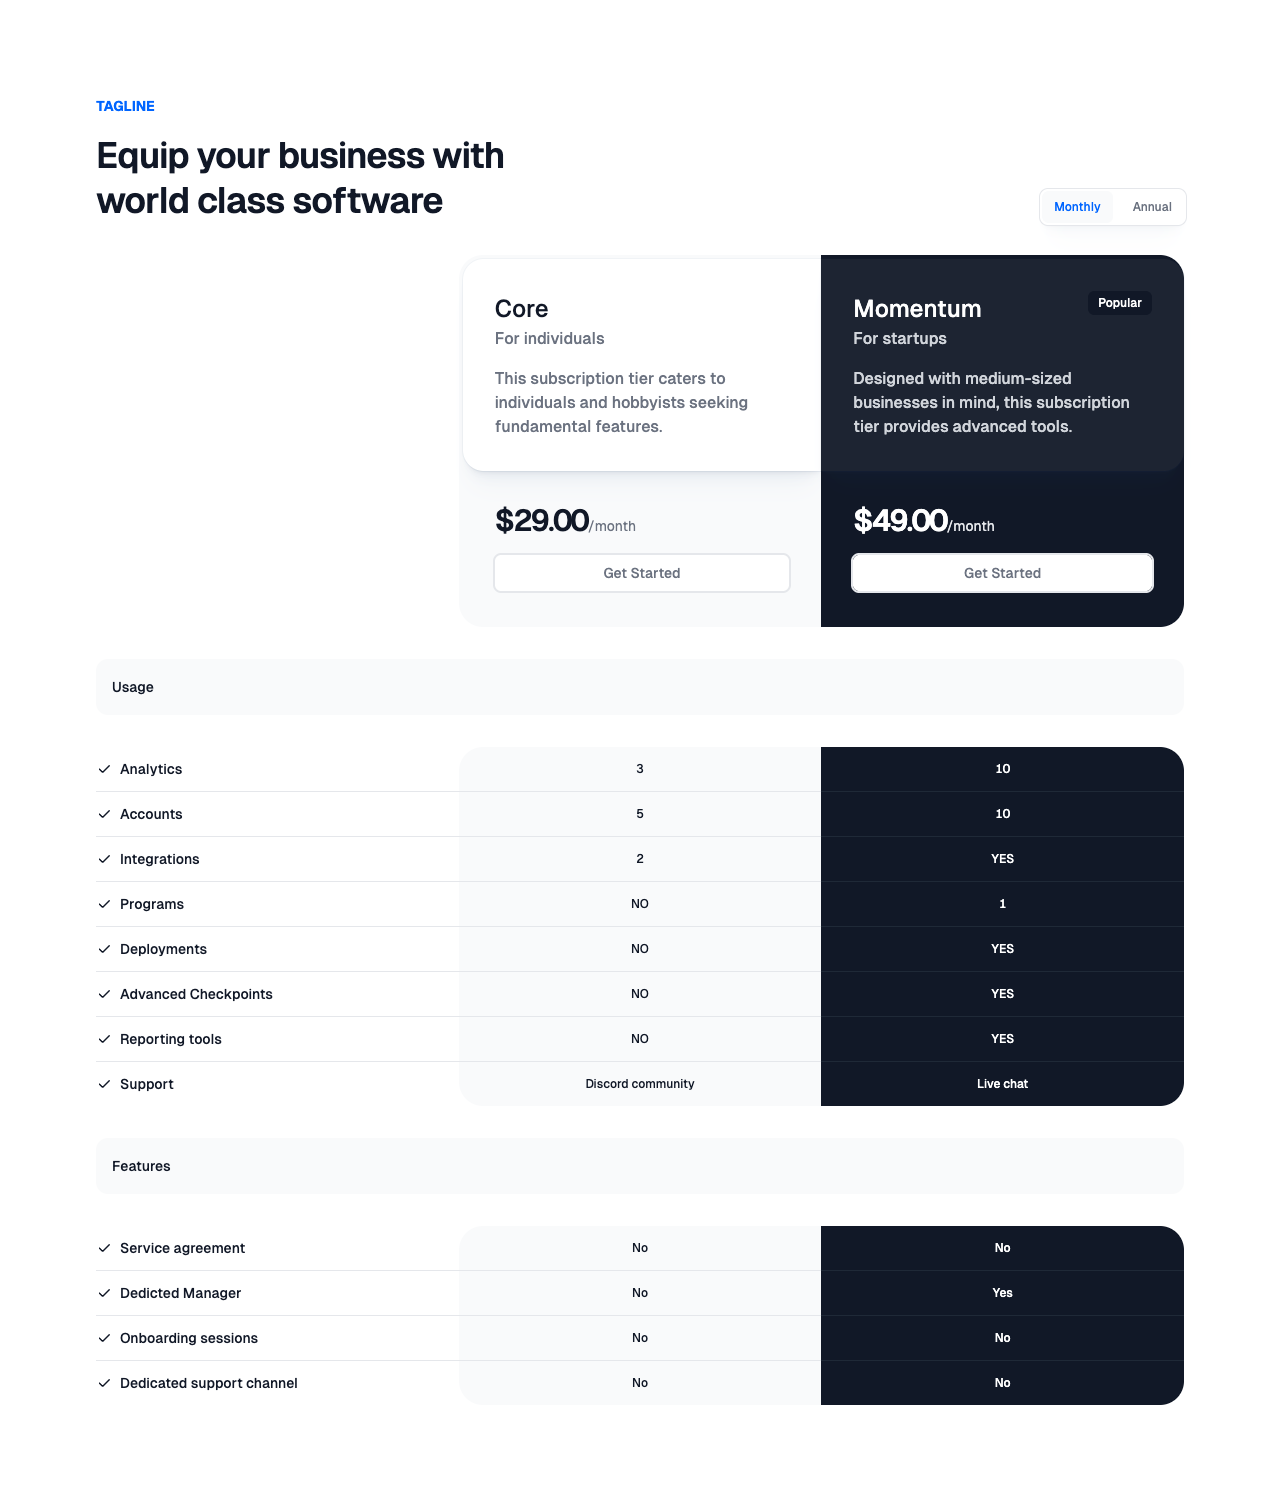 TAGLINE
Equip your business with
world class software
Monthly Annual
Core
For individuals
This subscription tier caters to
individuals and hobbyists seeking
fundamental features.
$29.00/month
Get Started
Momentum
Popular
For startups
Designed with medium-sized
businesses in mind, this subscription
tier provides advanced tools.
$49.00/month
Get Started
Usage
Analytics 3 10
Accounts 5 10
Integrations 2 YES
Programs NO 1
Deployments NO YES
Advanced Checkpoints NO YES
Reporting tools NO YES
Support Discord community Live chat
Features
Service agreement No No
Dedicted Manager No Yes
Onboarding sessions No No
Dedicated support channel No No